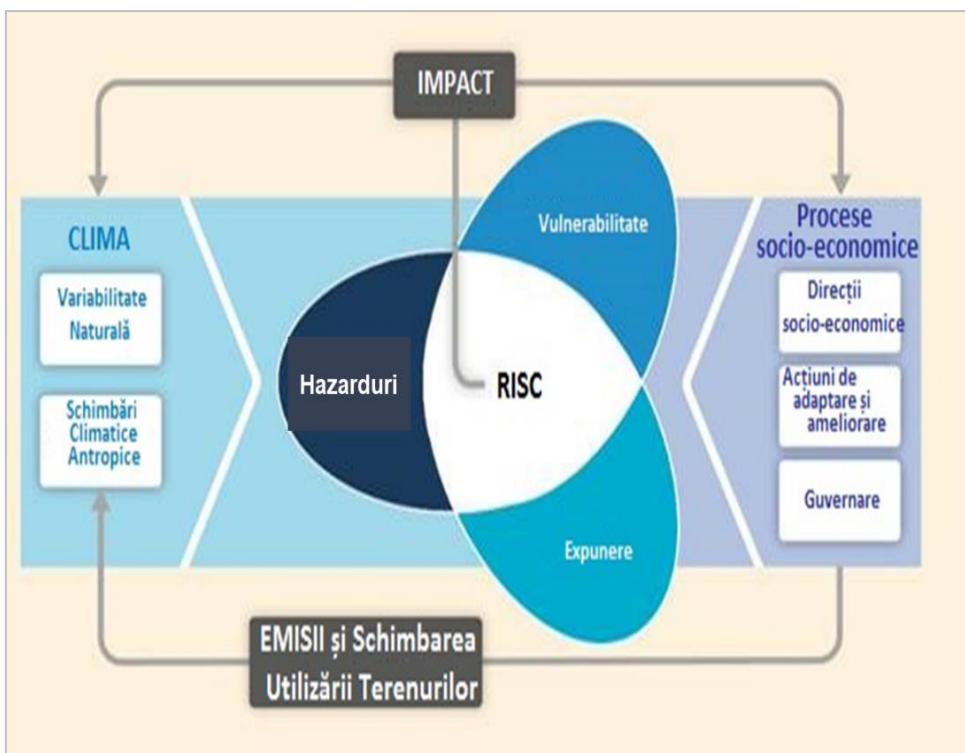 IMPACT
CLIMA
Variabilitate
Naturală
Schimbări
Climatice
Antropice
Hazarduri
Vulnerabilitate
RISC
Expunere
Procese
socio-economice
Direcții
socio-economice
Acțiuni de
adaptare și
ameliorare
Guvernare
EMISII și Schimbarea
Utilizării Terenurilor